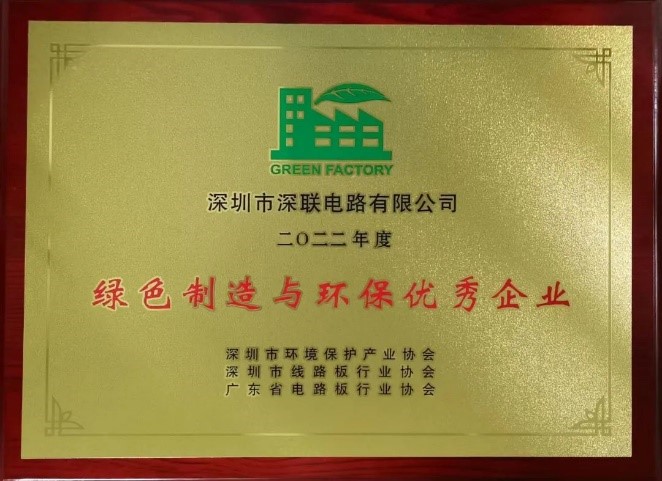 GREEN FACTORY
深圳市深联电路有限公司
二〇二二年度
绿色制造与环保优秀企业
深圳市环境保护产业协会
深圳市线路板行业协会
广东省电路板行业协会